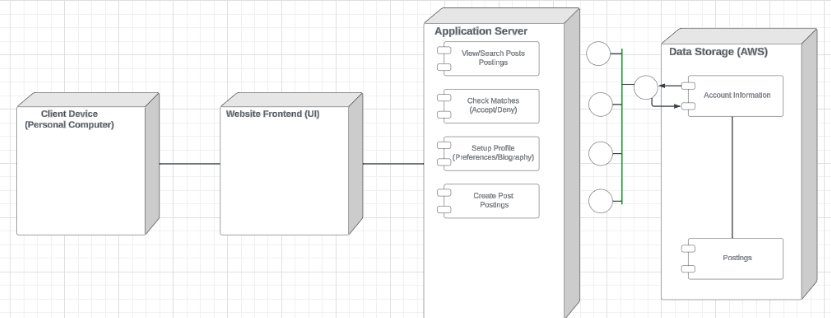 Client Device
(Personal Computer)
Website Frontend (UI)
Application Server
View/Search Posts
Postings
Check Matches
(Accept/Deny)
Setup Profile
(Preferences/Biography)
Create Post
Postings
Data Storage (AWS)
Account Information
Postings